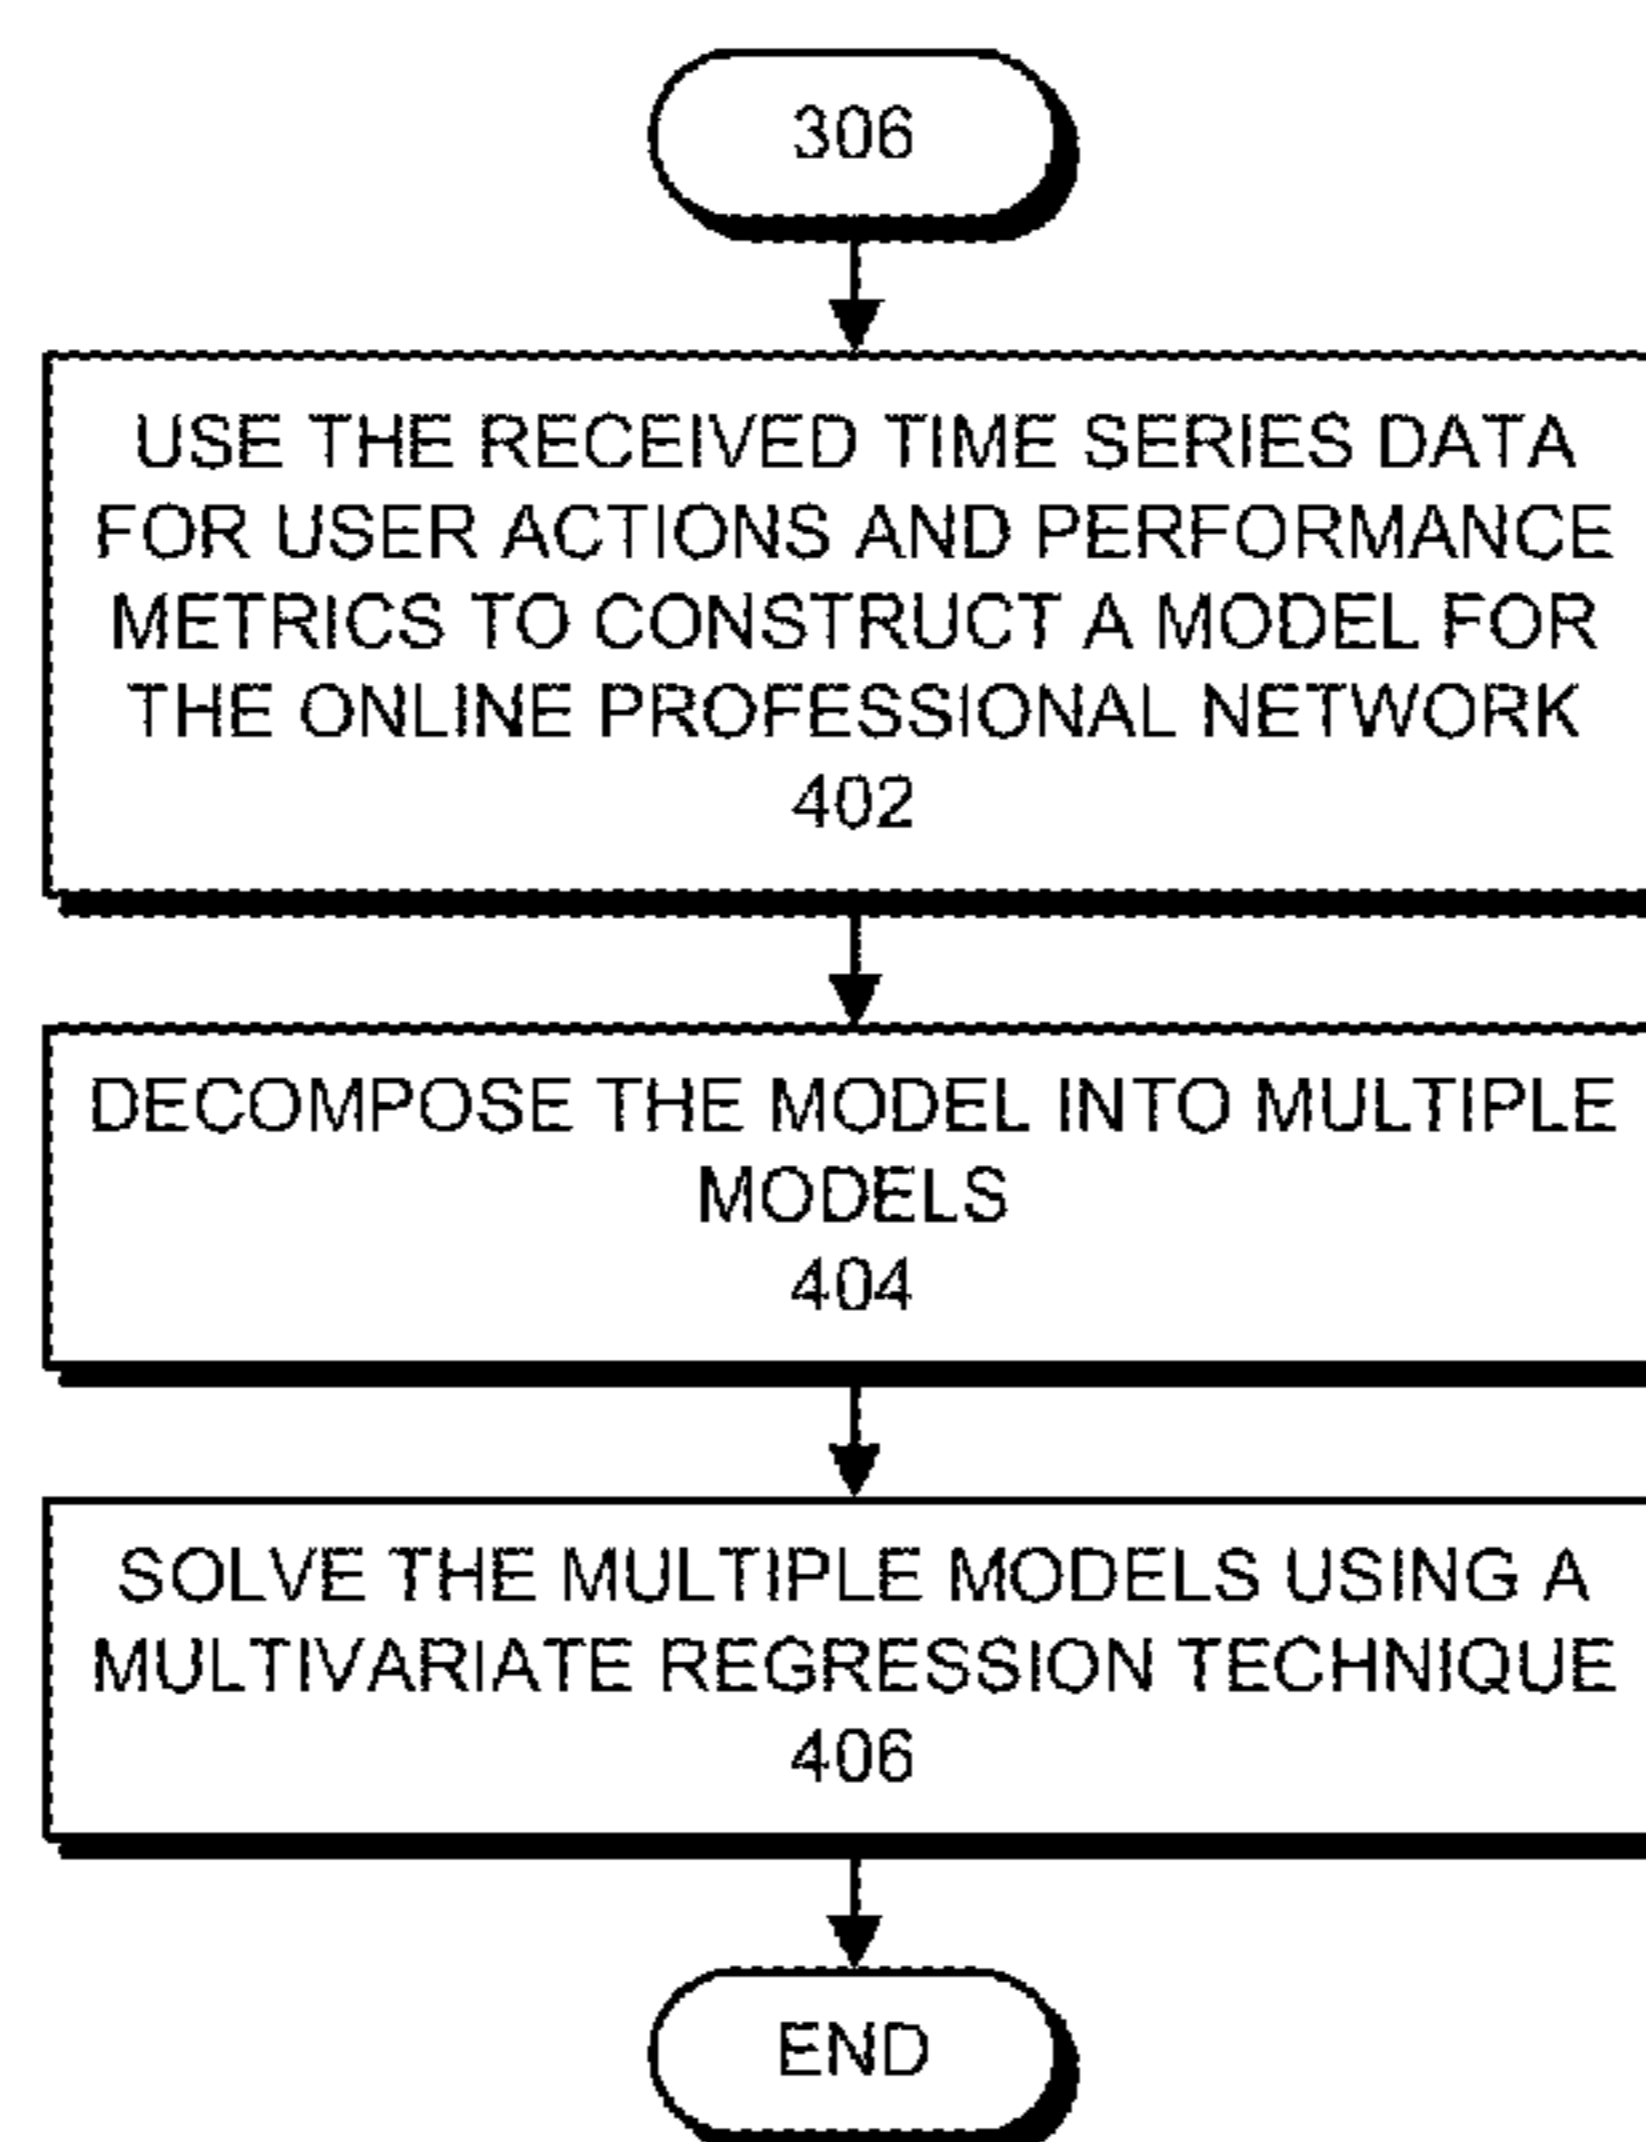 306
USE THE RECEIVED TIME SERIES DATA
FOR USER ACTIONS AND PERFORMANCE
METRICS TO CONSTRUCT A MODEL FOR
THE ONLINE PROFESSIONAL NETWORK
402
DECOMPOSE THE MODEL INTO MULTIPLE
MODELS
404
SOLVE THE MULTIPLE MODELS USING A
MULTIVARIATE REGRESSION TECHNIQUE
406
END